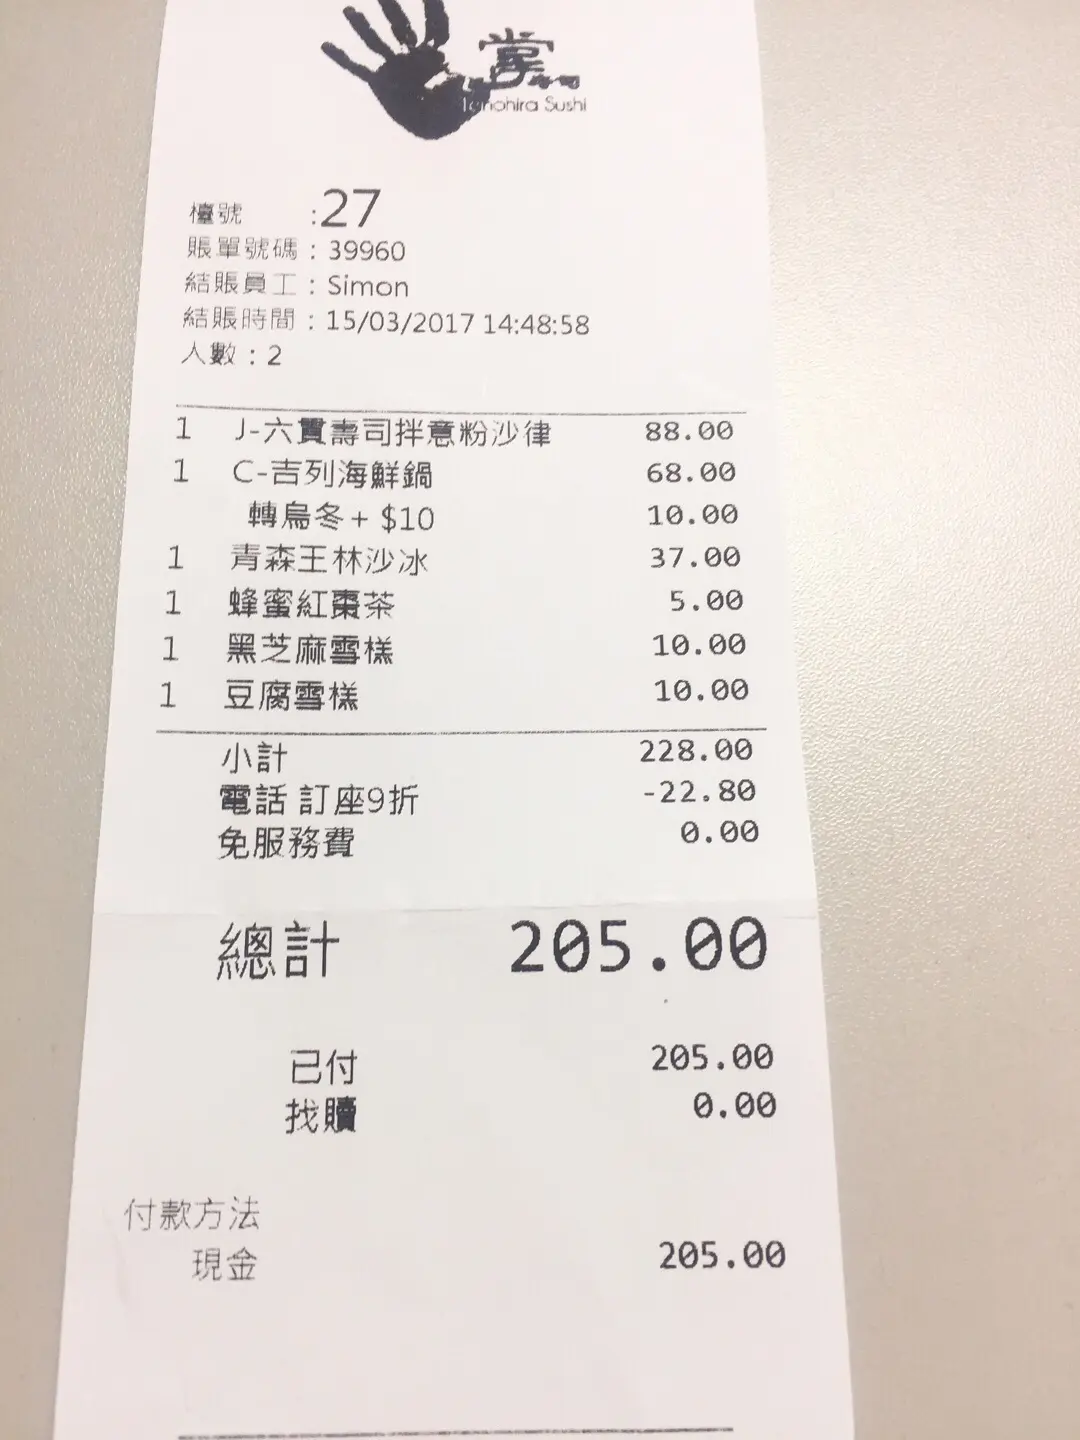 掌
Tanohira Sushi
檯號 :27
賬單號碼 : 39960
結賬員工 : Simon
結賬時間 : 15/03/2017 14:48:58
人數 : 2
1 J-六貫壽司拌意粉沙律 88.00
1 C-吉列海鮮鍋 68.00
轉烏冬+ $10 10.00
1 青森王林沙冰 37.00
1 蜂蜜紅棗茶 5.00
1 黑芝麻雪糕 10.00
1 豆腐雪糕 10.00
小計 228.00
電話 訂座9折 -22.80
免服務費 0.00
總計 205.00
已付 205.00
找贖 0.00
付款方法
現金 205.00